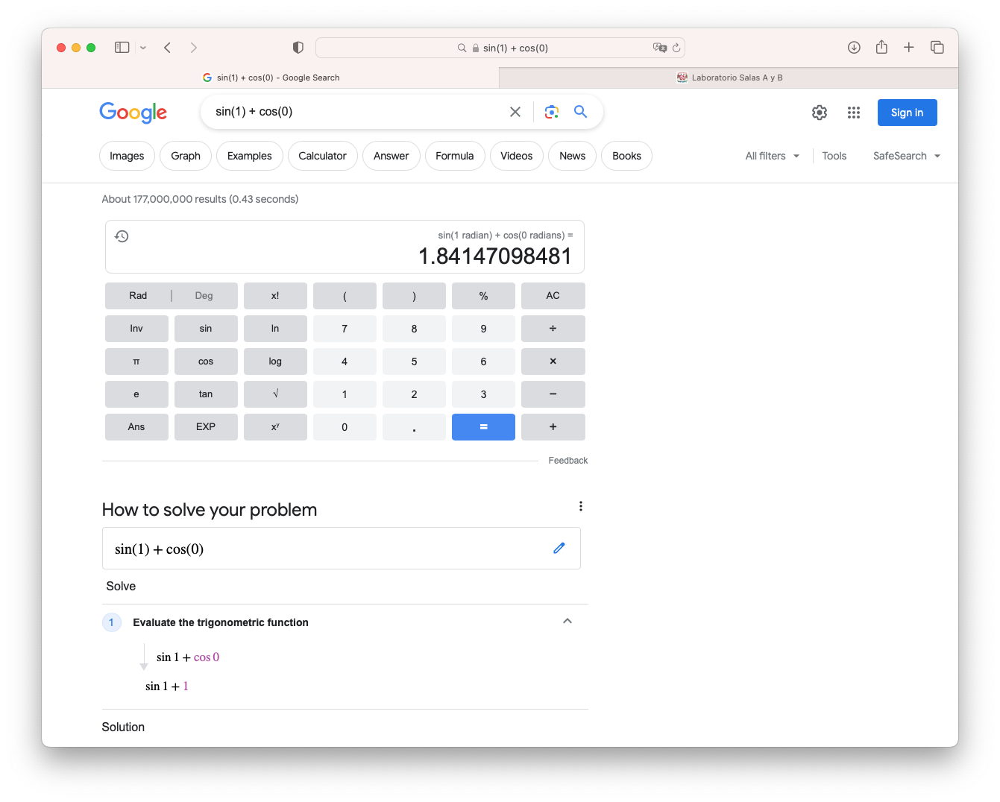 sin(1) + cos(0)
sin(1) + cos(0) - Google Search
Laboratorio Salas A y B
Google
sin(1) + cos(0)
Sign in
Images Graph Examples Calculator Answer Formula Videos News Books
All filters Tools SafeSearch
About 177,000,000 results (0.43 seconds)
sin(1 radian) + cos(0 radians) =
1.84147098481
Rad | Deg x! ( ) % AC
Inv sin ln 7 8 9 ÷
π cos log 4 5 6 ×
e tan √ 1 2 3 −
Ans EXP xʸ 0 . = +
Feedback
How to solve your problem
sin(1) + cos(0)
Solve
1 Evaluate the trigonometric function
sin 1 + cos 0
sin 1 + 1
Solution